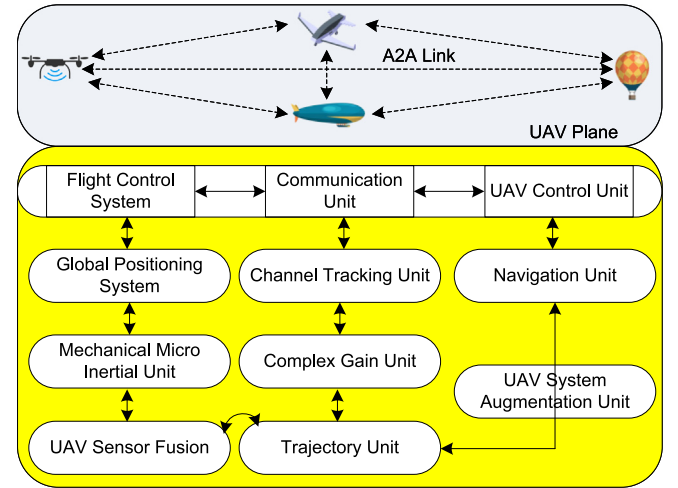 A2A Link
UAV Plane
Flight Control
System
Communication
Unit
UAV Control Unit
Global Positioning
System
Channel Tracking Unit
Navigation Unit
Mechanical Micro
Inertial Unit
Complex Gain Unit
UAV System
Augmentation Unit
UAV Sensor Fusion
Trajectory Unit